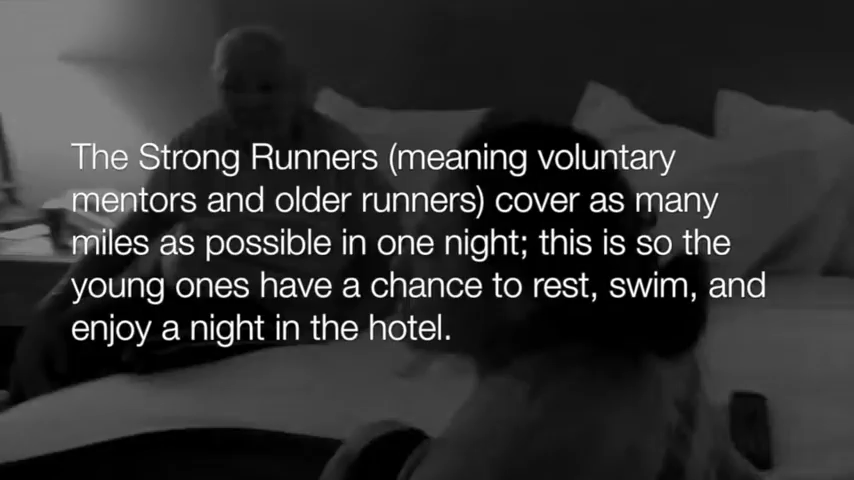 The Strong Runners (meaning voluntary
mentors and older runners) cover as many
miles as possible in one night; this is so the
young ones have a chance to rest, swim, and
enjoy a night in the hotel.